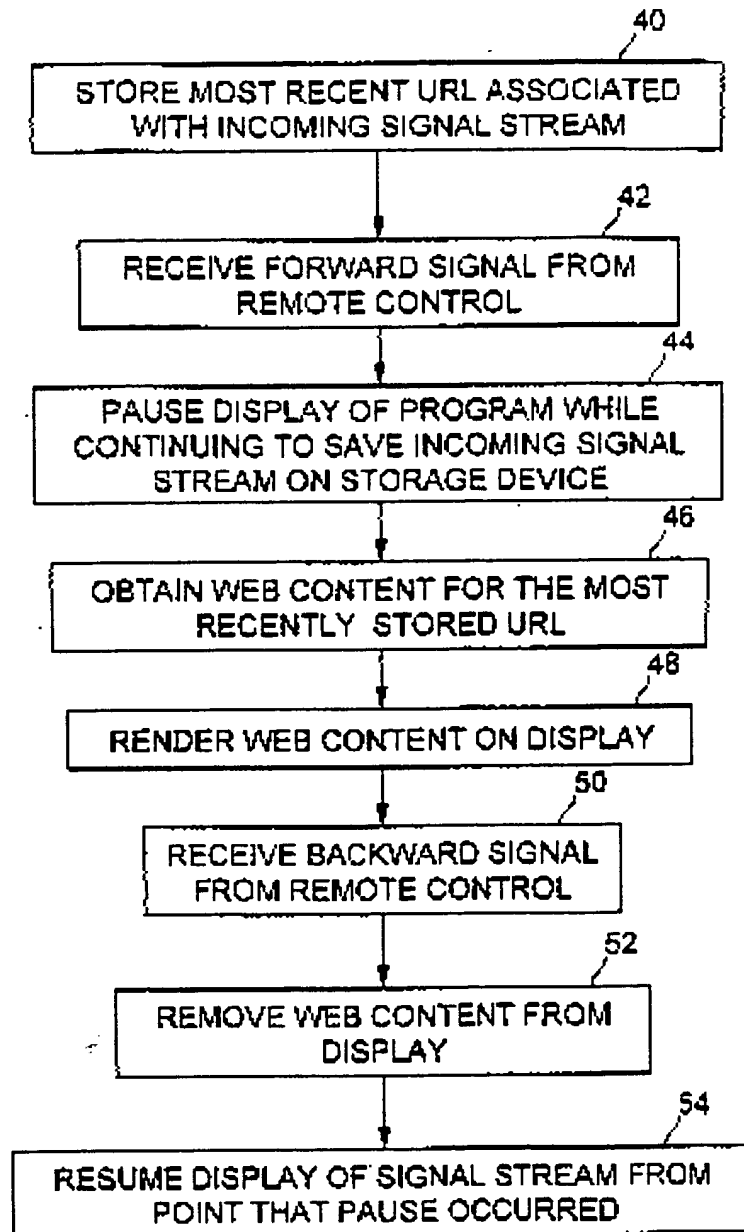 40
STORE MOST RECENT URL ASSOCIATED
WITH INCOMING SIGNAL STREAM
42
RECEIVE FORWARD SIGNAL FROM
REMOTE CONTROL
44
PAUSE DISPLAY OF PROGRAM WHILE
CONTINUING TO SAVE INCOMING SIGNAL
STREAM ON STORAGE DEVICE
46
OBTAIN WEB CONTENT FOR THE MOST
RECENTLY STORED URL
48
RENDER WEB CONTENT ON DISPLAY
50
RECEIVE BACKWARD SIGNAL
FROM REMOTE CONTROL
52
REMOVE WEB CONTENT FROM
DISPLAY
54
RESUME DISPLAY OF SIGNAL STREAM FROM
POINT THAT PAUSE OCCURRED